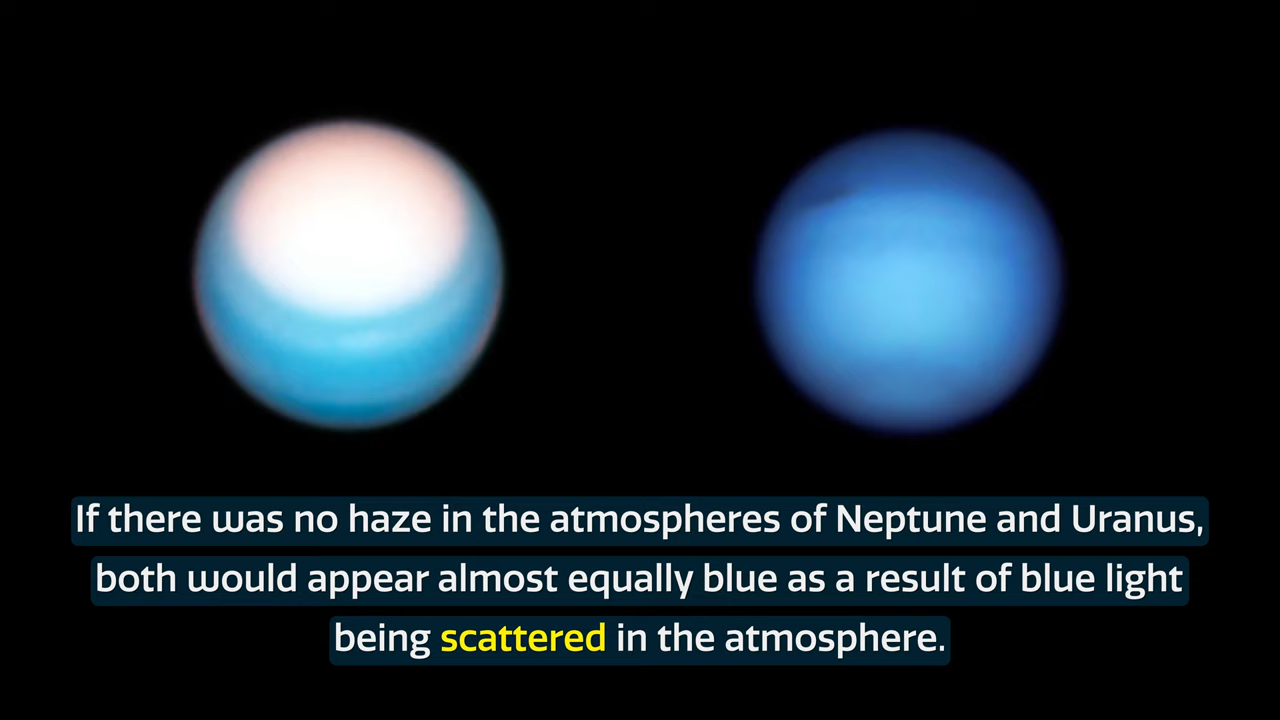 If there was no haze in the atmospheres of Neptune and Uranus,
both would appear almost equally blue as a result of blue light
being scattered in the atmosphere.